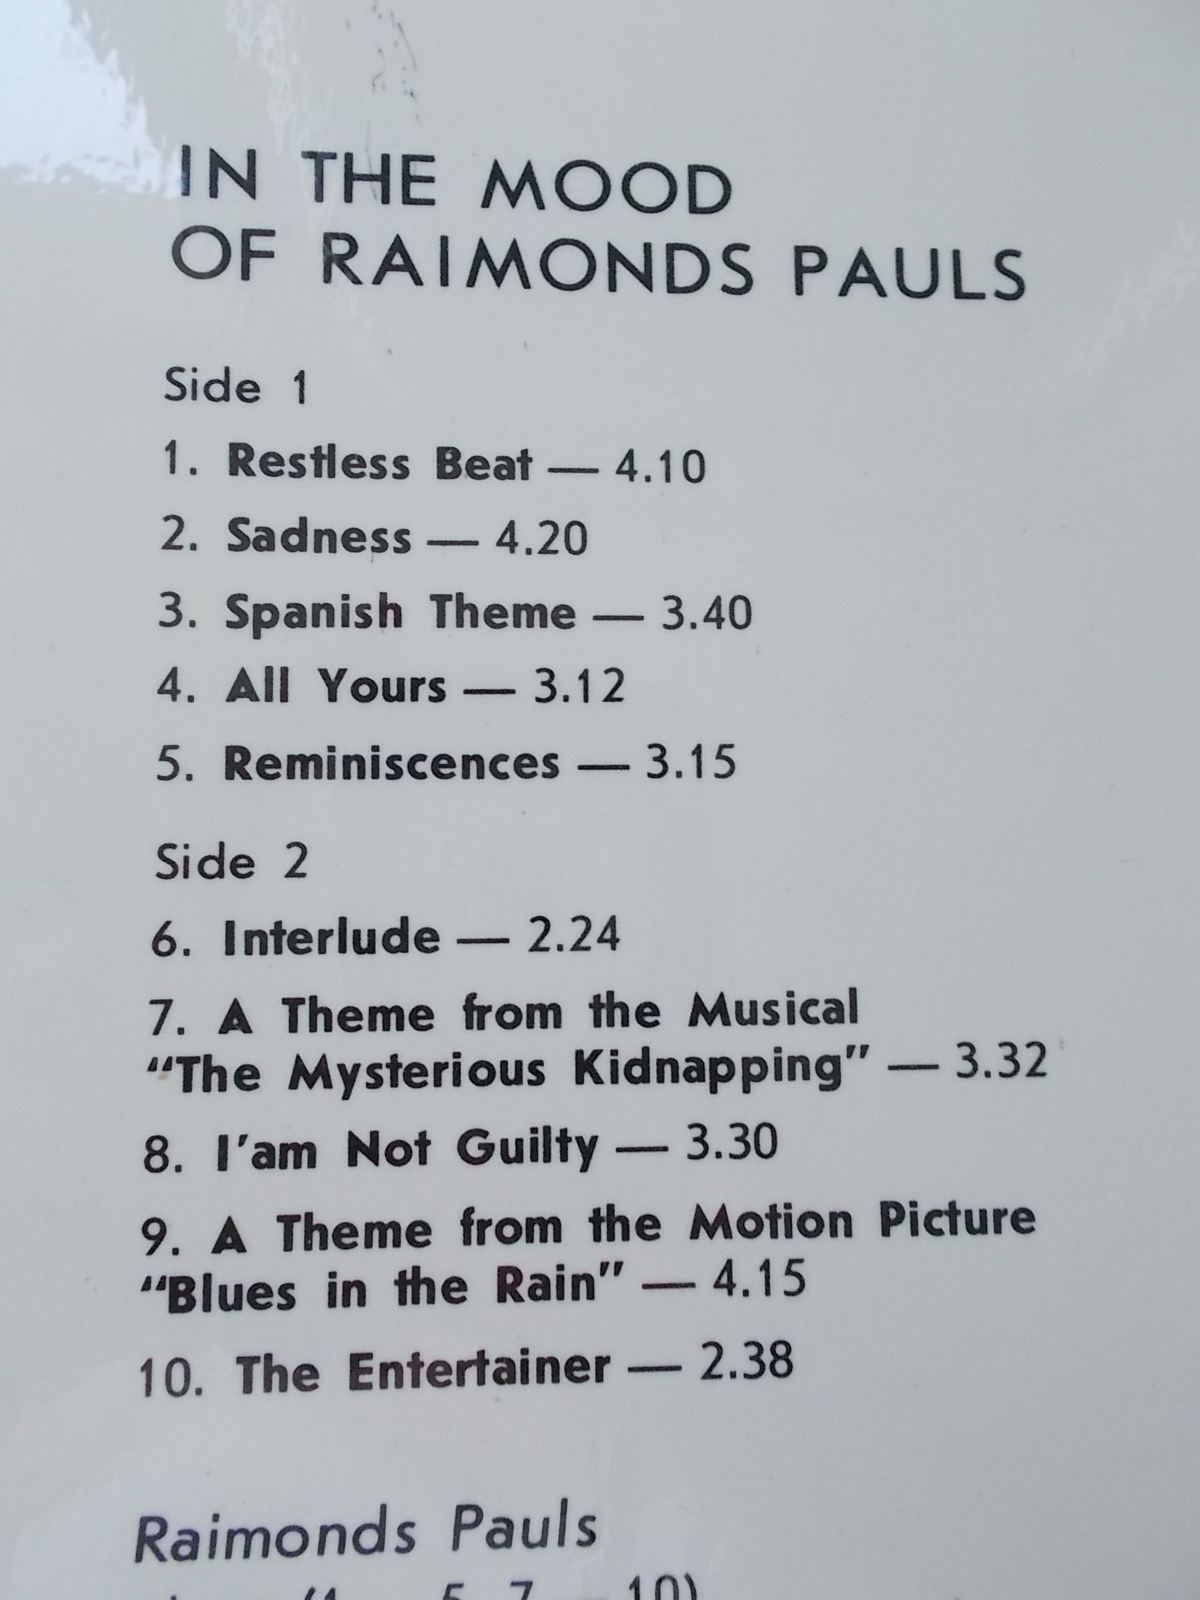 IN THE MOOD
OF RAIMONDS PAULS
Side 1
1. Restless Beat — 4.10
2. Sadness — 4.20
3. Spanish Theme — 3.40
4. All Yours — 3.12
5. Reminiscences — 3.15
Side 2
6. Interlude — 2.24
7. A Theme from the Musical
“The Mysterious Kidnapping” — 3.32
8. I’am Not Guilty — 3.30
9. A Theme from the Motion Picture
“Blues in the Rain” — 4.15
10. The Entertainer — 2.38
Raimonds Pauls